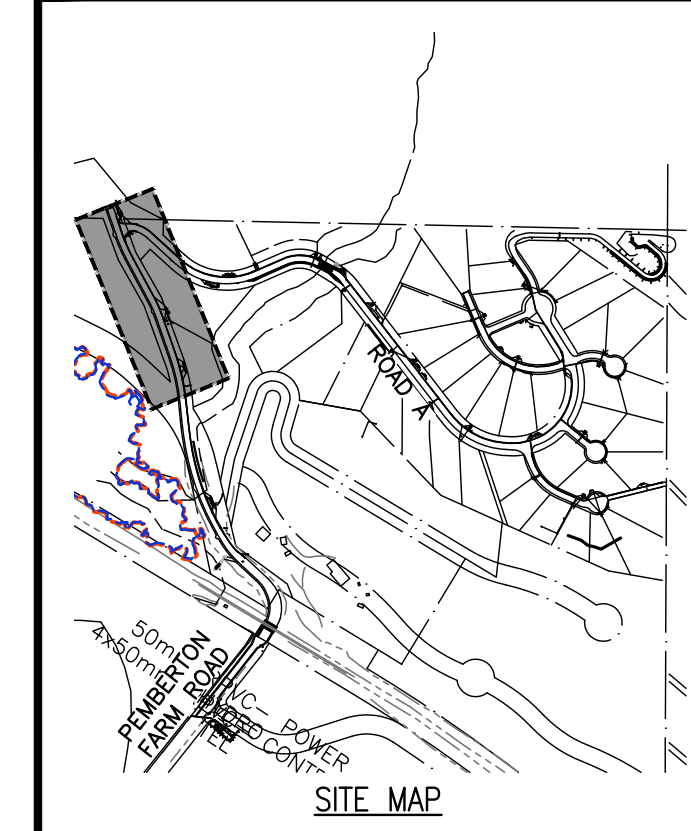 ROAD A
50m
4x50m
PVC- POWER
PEMBERTON
FARM ROAD
SITE MAP